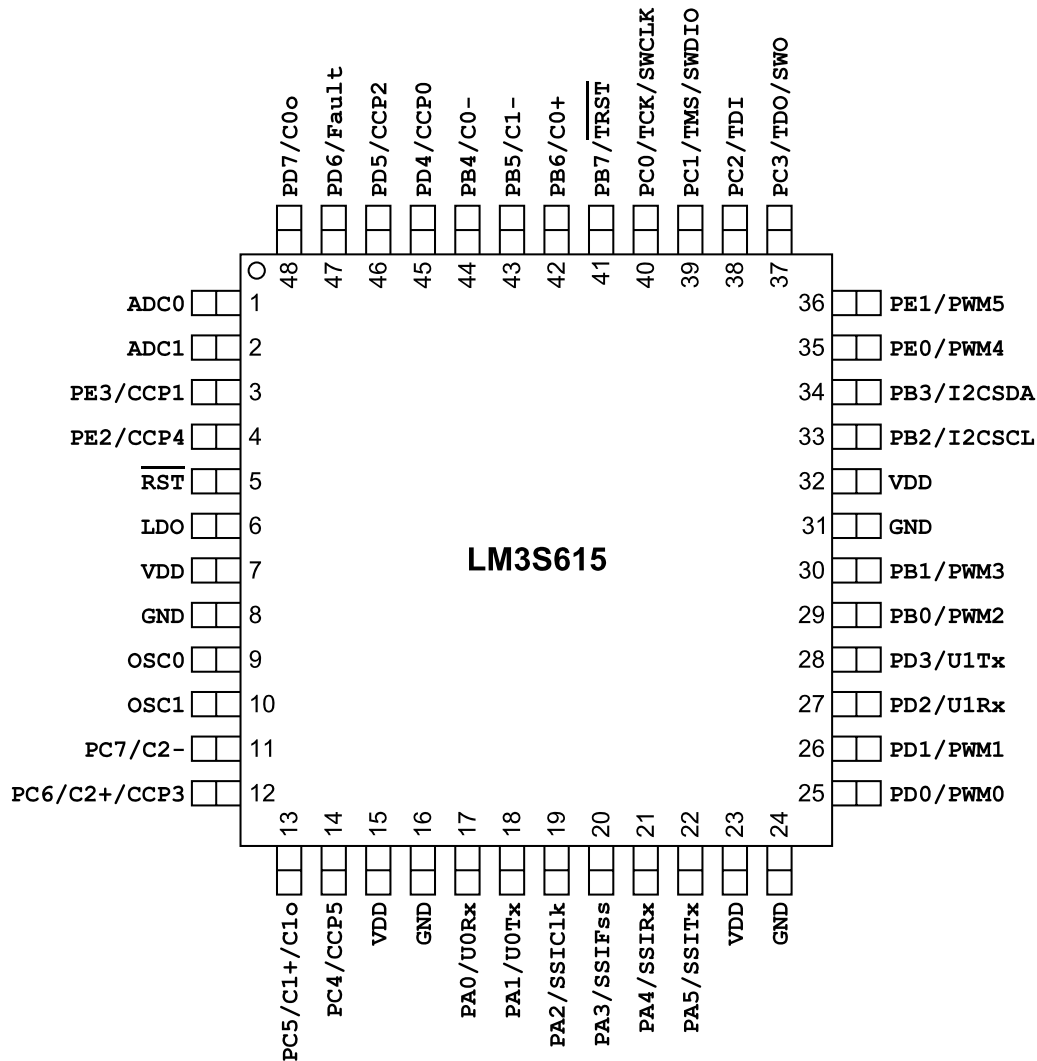 PD7/C0o
PD6/Fault
PD5/CCP2
PD4/CCP0
PB4/C0-
PB5/C1-
PB6/C0+
PB7/TRST
PC0/TCK/SWCLK
PC1/TMS/SWDIO
PC2/TDI
PC3/TDO/SWO
48
47
46
45
44
43
42
41
40
39
38
37
ADC0 1
ADC1 2
PE3/CCP1 3
PE2/CCP4 4
RST 5
LDO 6
VDD 7
GND 8
OSC0 9
OSC1 10
PC7/C2- 11
PC6/C2+/CCP3 12
LM3S615
36 PE1/PWM5
35 PE0/PWM4
34 PB3/I2CSDA
33 PB2/I2CSCL
32 VDD
31 GND
30 PB1/PWM3
29 PB0/PWM2
28 PD3/U1Tx
27 PD2/U1Rx
26 PD1/PWM1
25 PD0/PWM0
13
14
15
16
17
18
19
20
21
22
23
24
PC5/C1+/C1o
PC4/CCP5
VDD
GND
PA0/U0Rx
PA1/U0Tx
PA2/SSIClk
PA3/SSIFss
PA4/SSIRx
PA5/SSITx
VDD
GND